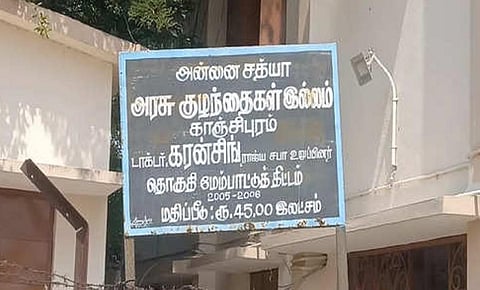 அன்னை சத்யா
அரசு குழந்தைகள் இல்லம்
காஞ்சிபுரம்
டாக்டர். கரன்சிங் ராஜ்ய சபா உறுப்பினர்
தொகுதி மேம்பாட்டுத் திட்டம்
2005-2006
மதிப்பீடு: ரூ. 45.00 இலட்சம்